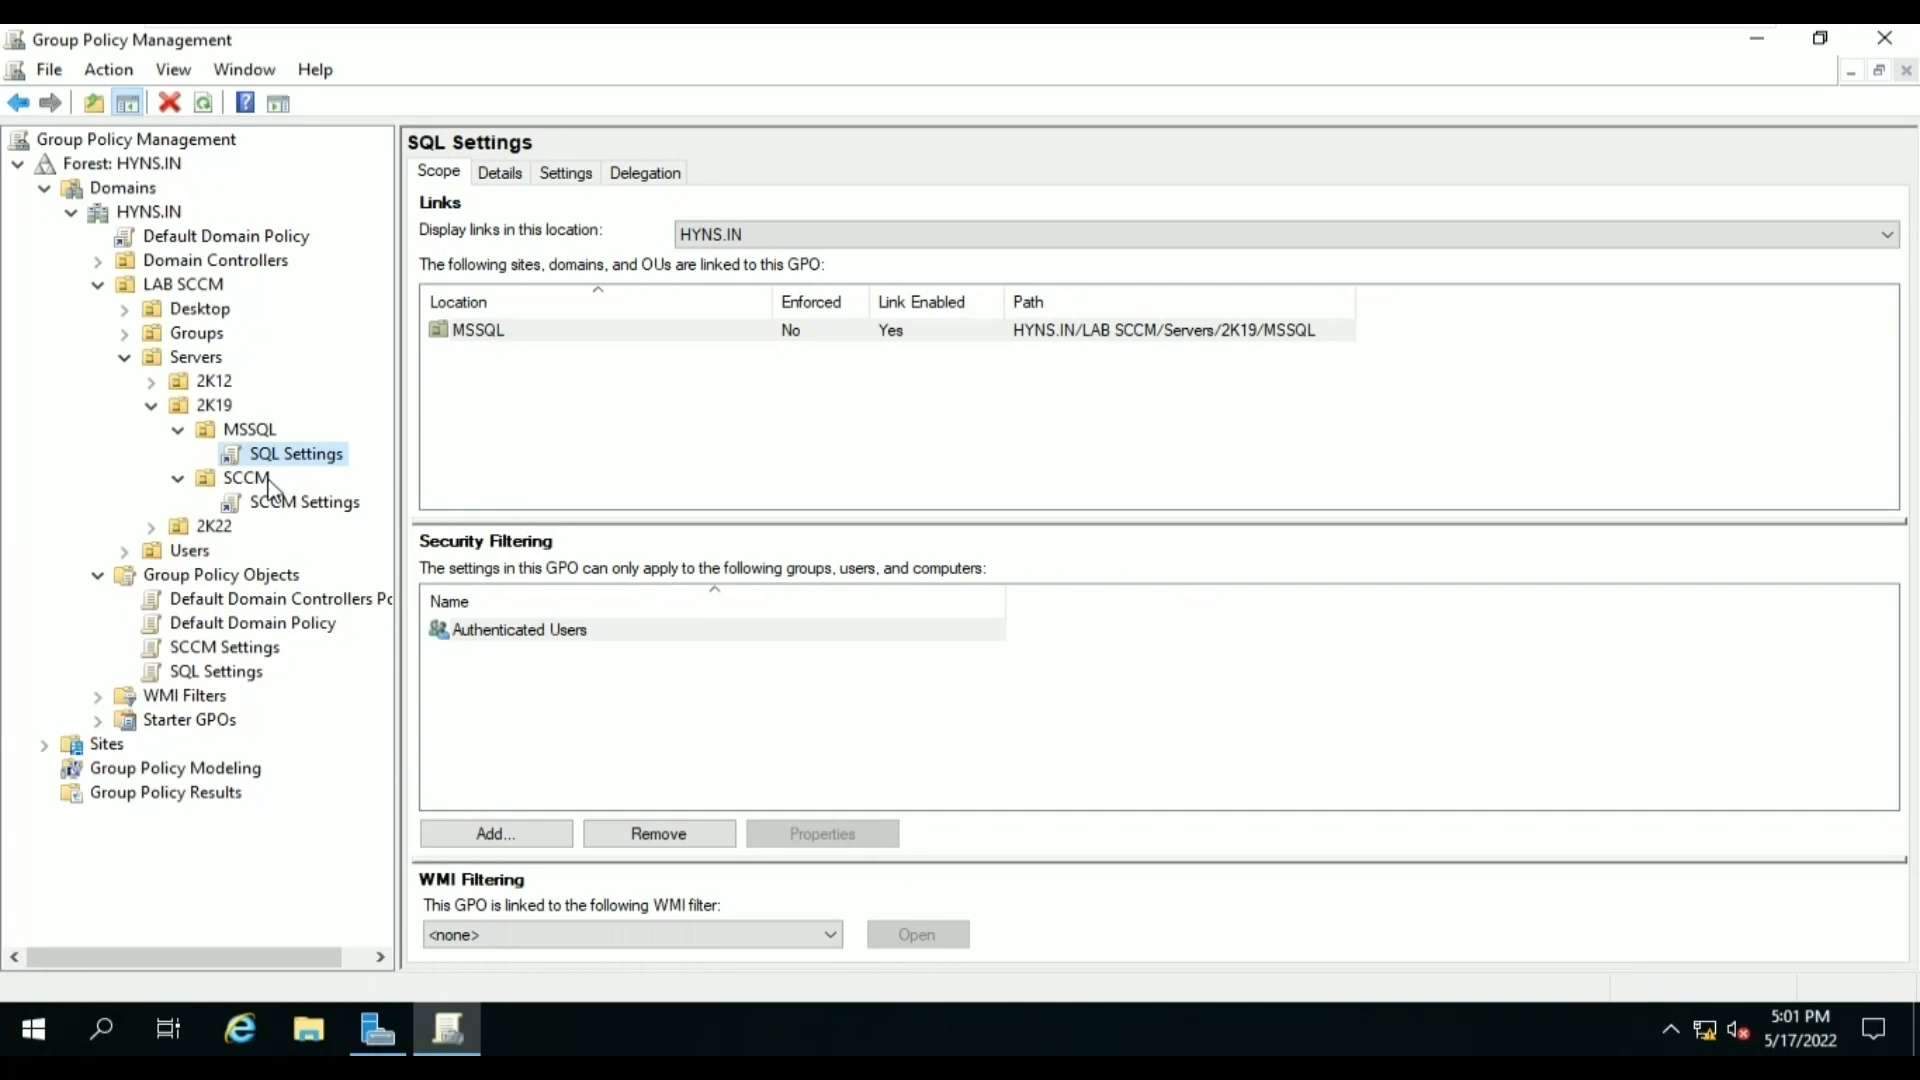 Group Policy Management
File Action View Window Help
Group Policy Management
Forest: HYNS.IN
Domains
HYNS.IN
Default Domain Policy
Domain Controllers
LAB SCCM
Desktop
Groups
Servers
2K12
2K19
MSSQL
SQL Settings
SCCM
SCCM Settings
2K22
Users
Group Policy Objects
Default Domain Controllers Po
Default Domain Policy
SCCM Settings
SQL Settings
WMI Filters
Starter GPOs
Sites
Group Policy Modeling
Group Policy Results
SQL Settings
Scope Details Settings Delegation
Links
Display links in this location: HYNS.IN
The following sites, domains, and OUs are linked to this GPO:
Location Enforced Link Enabled Path
MSSQL No Yes HYNS.IN/LAB SCCM/Servers/2K19/MSSQL
Security Filtering
The settings in this GPO can only apply to the following groups, users, and computers:
Name
Authenticated Users
Add... Remove Properties
WMI Filtering
This GPO is linked to the following WMI filter:
<none> Open
5:01 PM
5/17/2022